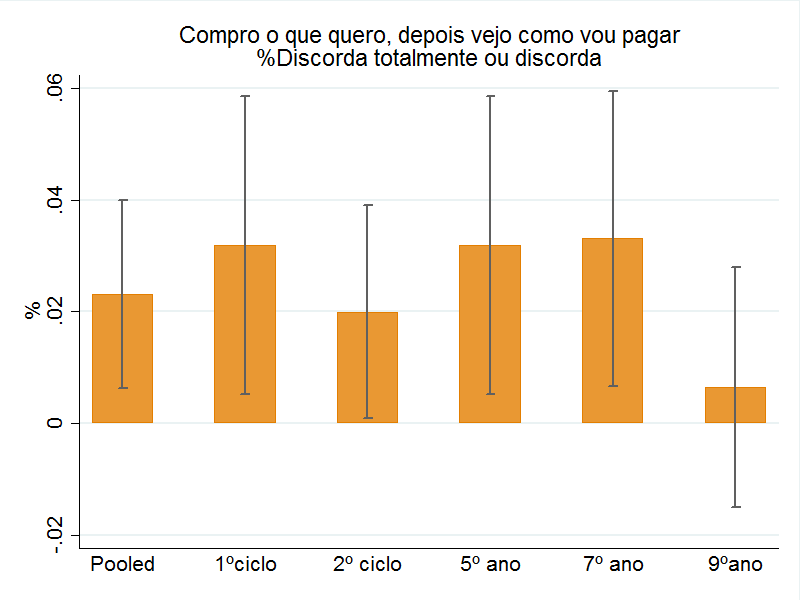 Compro o que quero, depois vejo como vou pagar
%Discorda totalmente ou discorda
.06
.04
.02
0
-.02
%
Pooled 1ºciclo 2º ciclo 5º ano 7º ano 9ºano